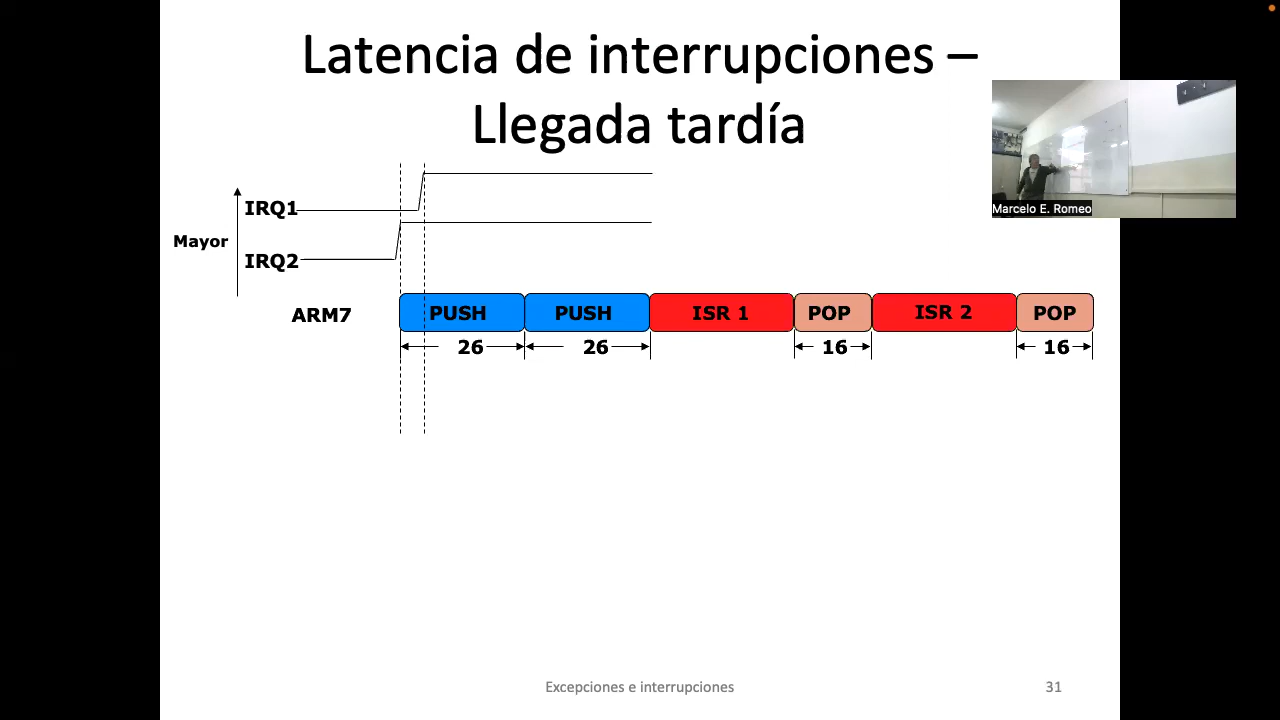 Latencia de interrupciones –
Llegada tardía
Marcelo E. Romeo
IRQ1
Mayor
IRQ2
ARM7
PUSH PUSH ISR 1 POP ISR 2 POP
26 26 16 16
Excepciones e interrupciones 31